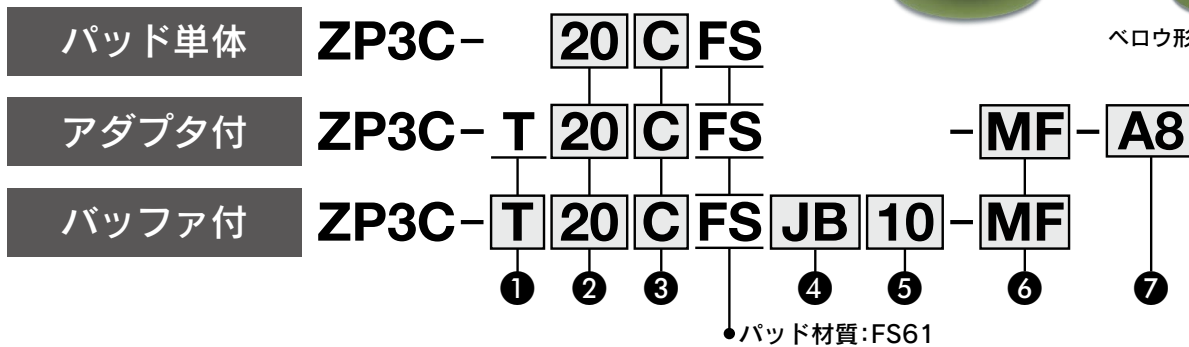 ベロウ形
パッド単体 ZP3C- 20 C FS
アダプタ付 ZP3C- T 20 C FS -MF-A8
バッファ付 ZP3C-T 20 C FS JB 10 -MF
❶ ❷ ❸ ❹ ❺ ❻ ❼
●パッド材質:FS61